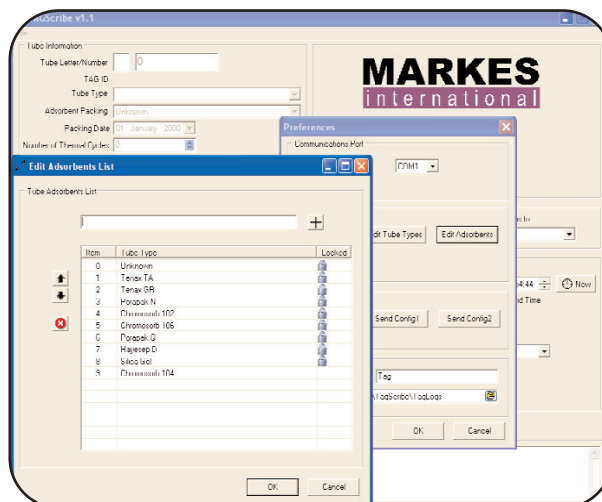 AGScribe v1.1
Tube Information
Tube Letter/Number
0
TAG ID
Tube Type
Adsorbent Packing
Unknown
Packing Date
01 January 2000
Number of Thermal Cycles
0
MARKES
international
Preferences
Communications Port
COM1
dit Tube Types
Edit Adsorbents
Send Config1
Send Config2
Tag
\TagScribe\TagLogs
OK
Cancel
4:44
Now
nd Time
Edit Adsorbents List
Tube Adsorbents List
Item
Tube Type
Locked
0 Unknown
1 Tenax TA
2 Tenax GR
3 Porapak N
4 Chromosorb 102
5 Chromosorb 106
6 Porapak Q
7 Hayesep D
8 Silica Gel
9 Chromosorb 104
OK
Cancel